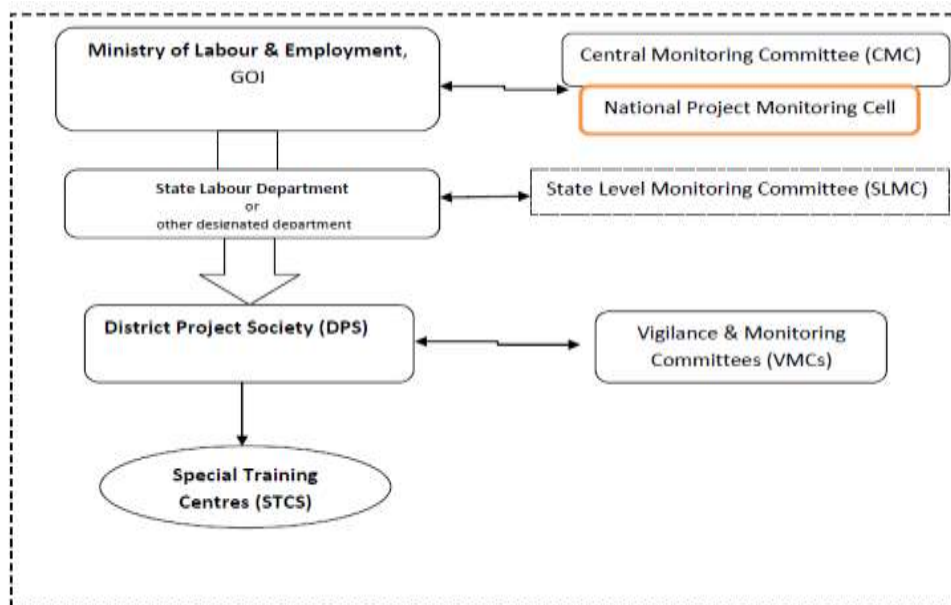 Ministry of Labour & Employment,
GOI
Central Monitoring Committee (CMC)
National Project Monitoring Cell
State Labour Department
or
other designated department
State Level Monitoring Committee (SLMC)
District Project Society (DPS)
Vigilance & Monitoring
Committees (VMCs)
Special Training
Centres (STCS)